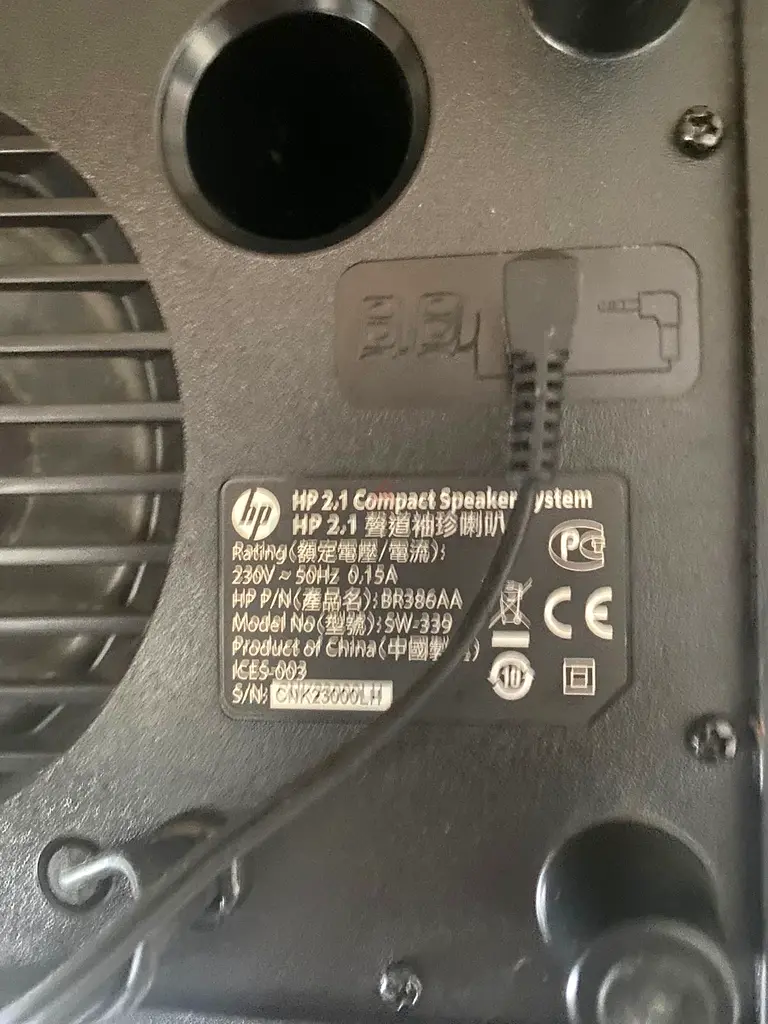 hp
HP 2.1 Compact Speaker System
HP 2.1 聲道袖珍喇叭
Rating(額定電壓/電流):
230V ~ 50Hz 0.15A
HP P/N(產品名):BR386AA
Model No(型號):SW-339
Product of China(中國製)
ICES-003
S/N: CNK23000LH
PG
CE
10